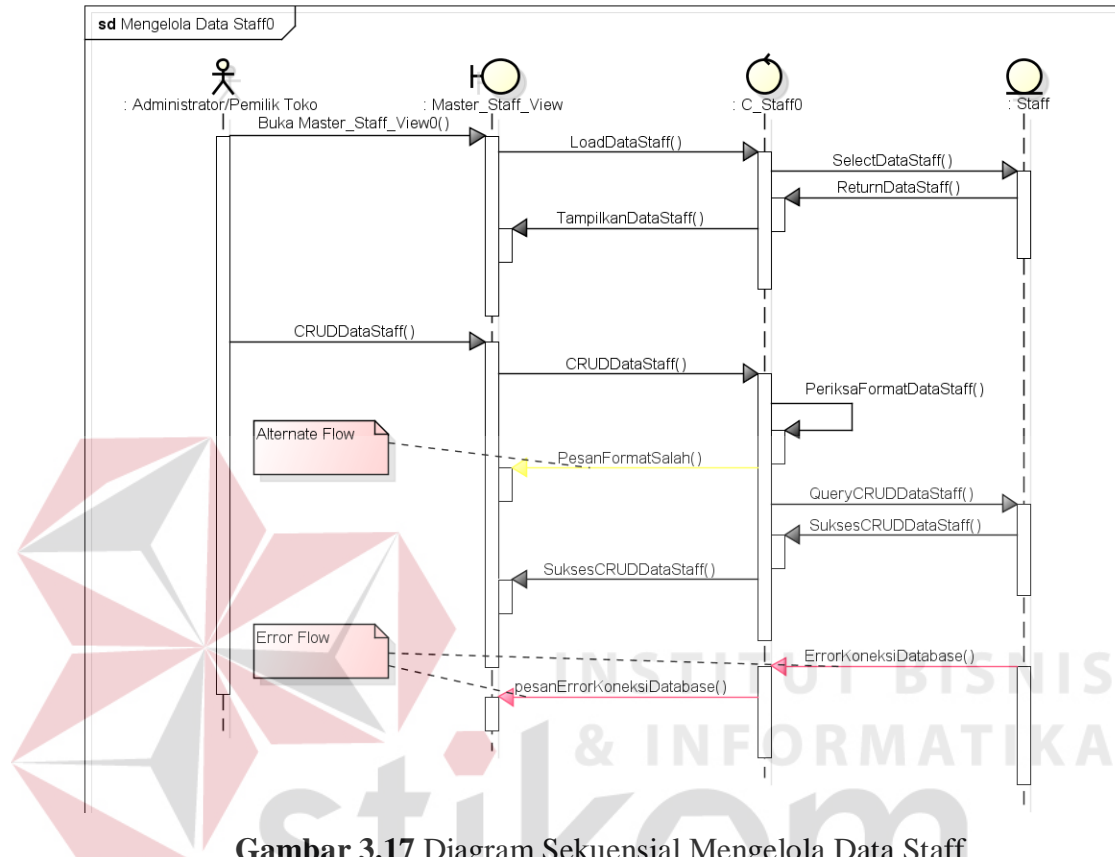 sd Mengelola Data Staff0
: Administrator/Pemilik Toko
: Master_Staff_View
: C_Staff0
: Staff
Buka Master_Staff_View0()
LoadDataStaff()
SelectDataStaff()
ReturnDataStaff()
TampilkanDataStaff()
CRUDDataStaff()
CRUDDataStaff()
PeriksaFormatDataStaff()
Alternate Flow
PesanFormatSalah()
QueryCRUDDataStaff()
SuksesCRUDDataStaff()
SuksesCRUDDataStaff()
Error Flow
ErrorKoneksiDatabase()
pesanErrorKoneksiDatabase()
INSTITUT BISNIS
& INFORMATIKA
stikom
Gambar 3.17 Diagram Sekuensial Mengelola Data Staff